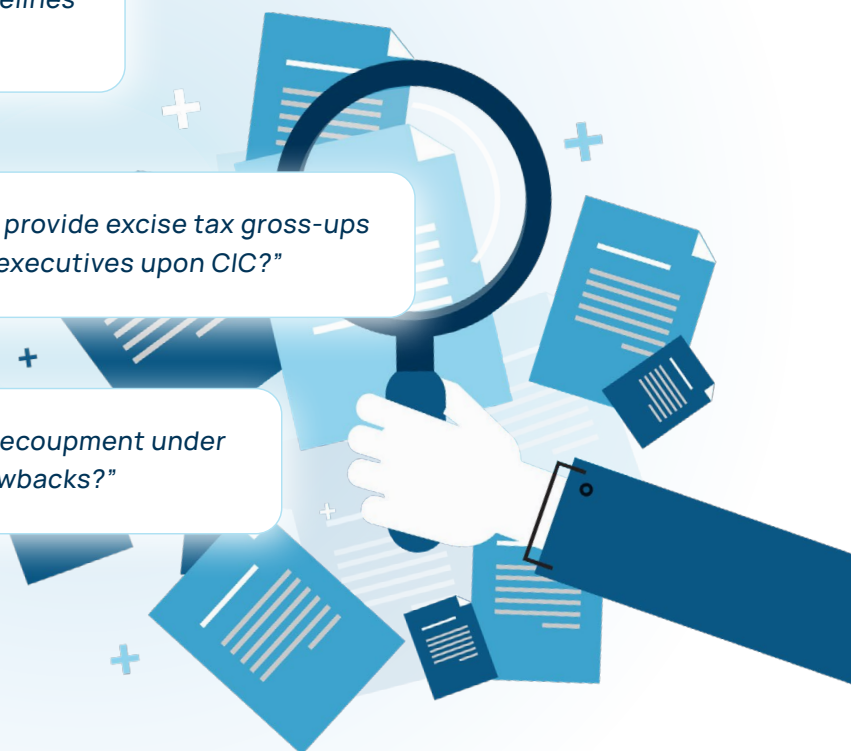 provide excise tax gross-ups
executives upon CIC?”
ecoupment under
wbacks?”